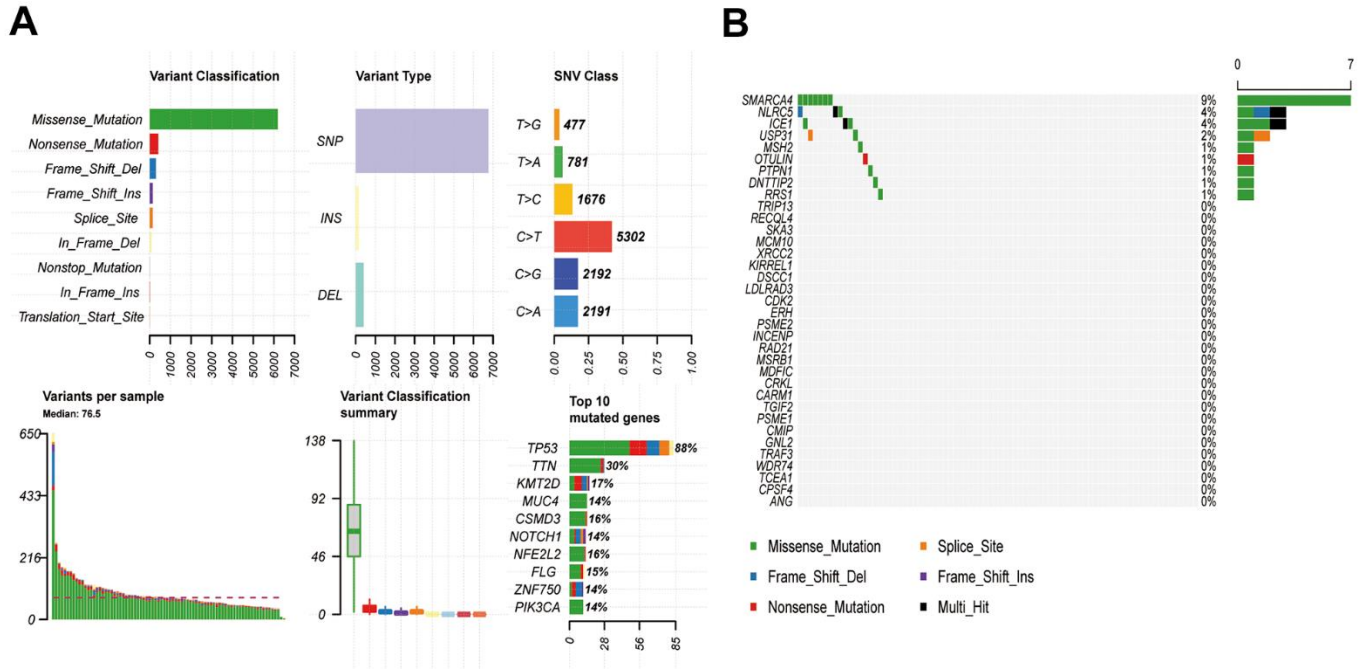 A
B
Variant Classification
Missense_Mutation
Nonsense_Mutation
Frame_Shift_Del
Frame_Shift_Ins
Splice_Site
In_Frame_Del
Nonstop_Mutation
In_Frame_Ins
Translation_Start_Site
0 1000 2000 3000 4000 5000 6000 7000
Variant Type
SNP
INS
DEL
0 1000 2000 3000 4000 5000 6000 7000
SNV Class
T>G 477
T>A 781
T>C 1676
C>T 5302
C>G 2192
C>A 2191
0.00 0.25 0.50 0.75 1.00
Variants per sample
Median: 76.5
650
433
216
0
Variant Classification
summary
138
92
46
0
Top 10
mutated genes
TP53 88%
TTN 30%
KMT2D 17%
MUC4 14%
CSMD3 16%
NOTCH1 14%
NFE2L2 16%
FLG 15%
ZNF750 14%
PIK3CA 14%
0 28 56 85
0 7
SMARCA4 9%
NLRC5 4%
ICE1 4%
USP31 2%
MSH2 1%
OTULIN 1%
PTPN1 1%
DNTTIP2 1%
RRS1 1%
TRIP13 0%
RECQL4 0%
SKA3 0%
MCM10 0%
XRCC2 0%
KIRREL1 0%
DSCC1 0%
LDLRAD3 0%
CDK2 0%
ERH 0%
PSME2 0%
INCENP 0%
RAD21 0%
MSRB1 0%
MDFIC 0%
CRKL 0%
CARM1 0%
TGIF2 0%
PSME1 0%
CMIP 0%
GNL2 0%
TRAF3 0%
WDR74 0%
TCEA1 0%
CPSF4 0%
ANG 0%
Missense_Mutation
Frame_Shift_Del
Nonsense_Mutation
Splice_Site
Frame_Shift_Ins
Multi_Hit